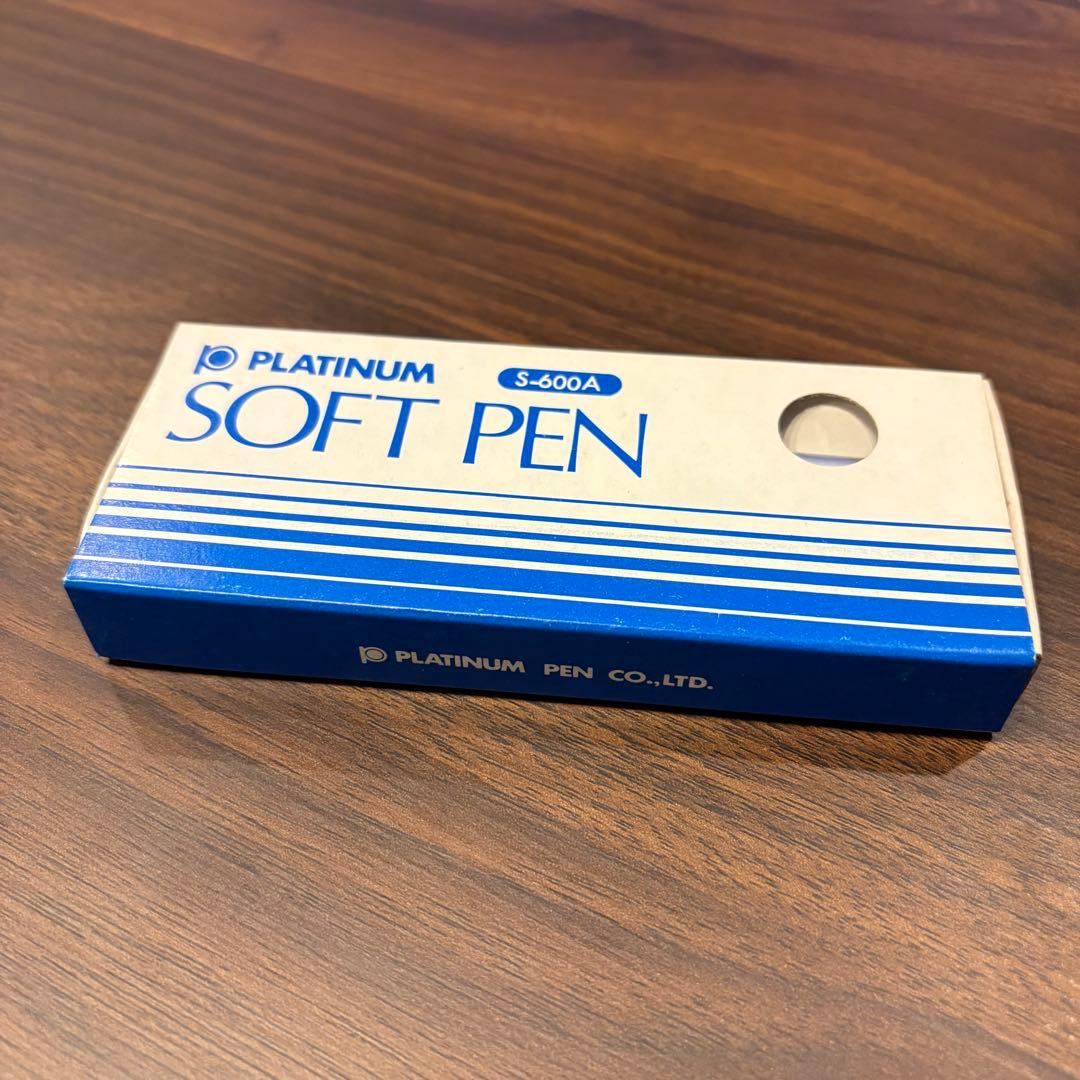 PLATINUM S-600A
SOFT PEN
PLATINUM PEN CO.,LTD.